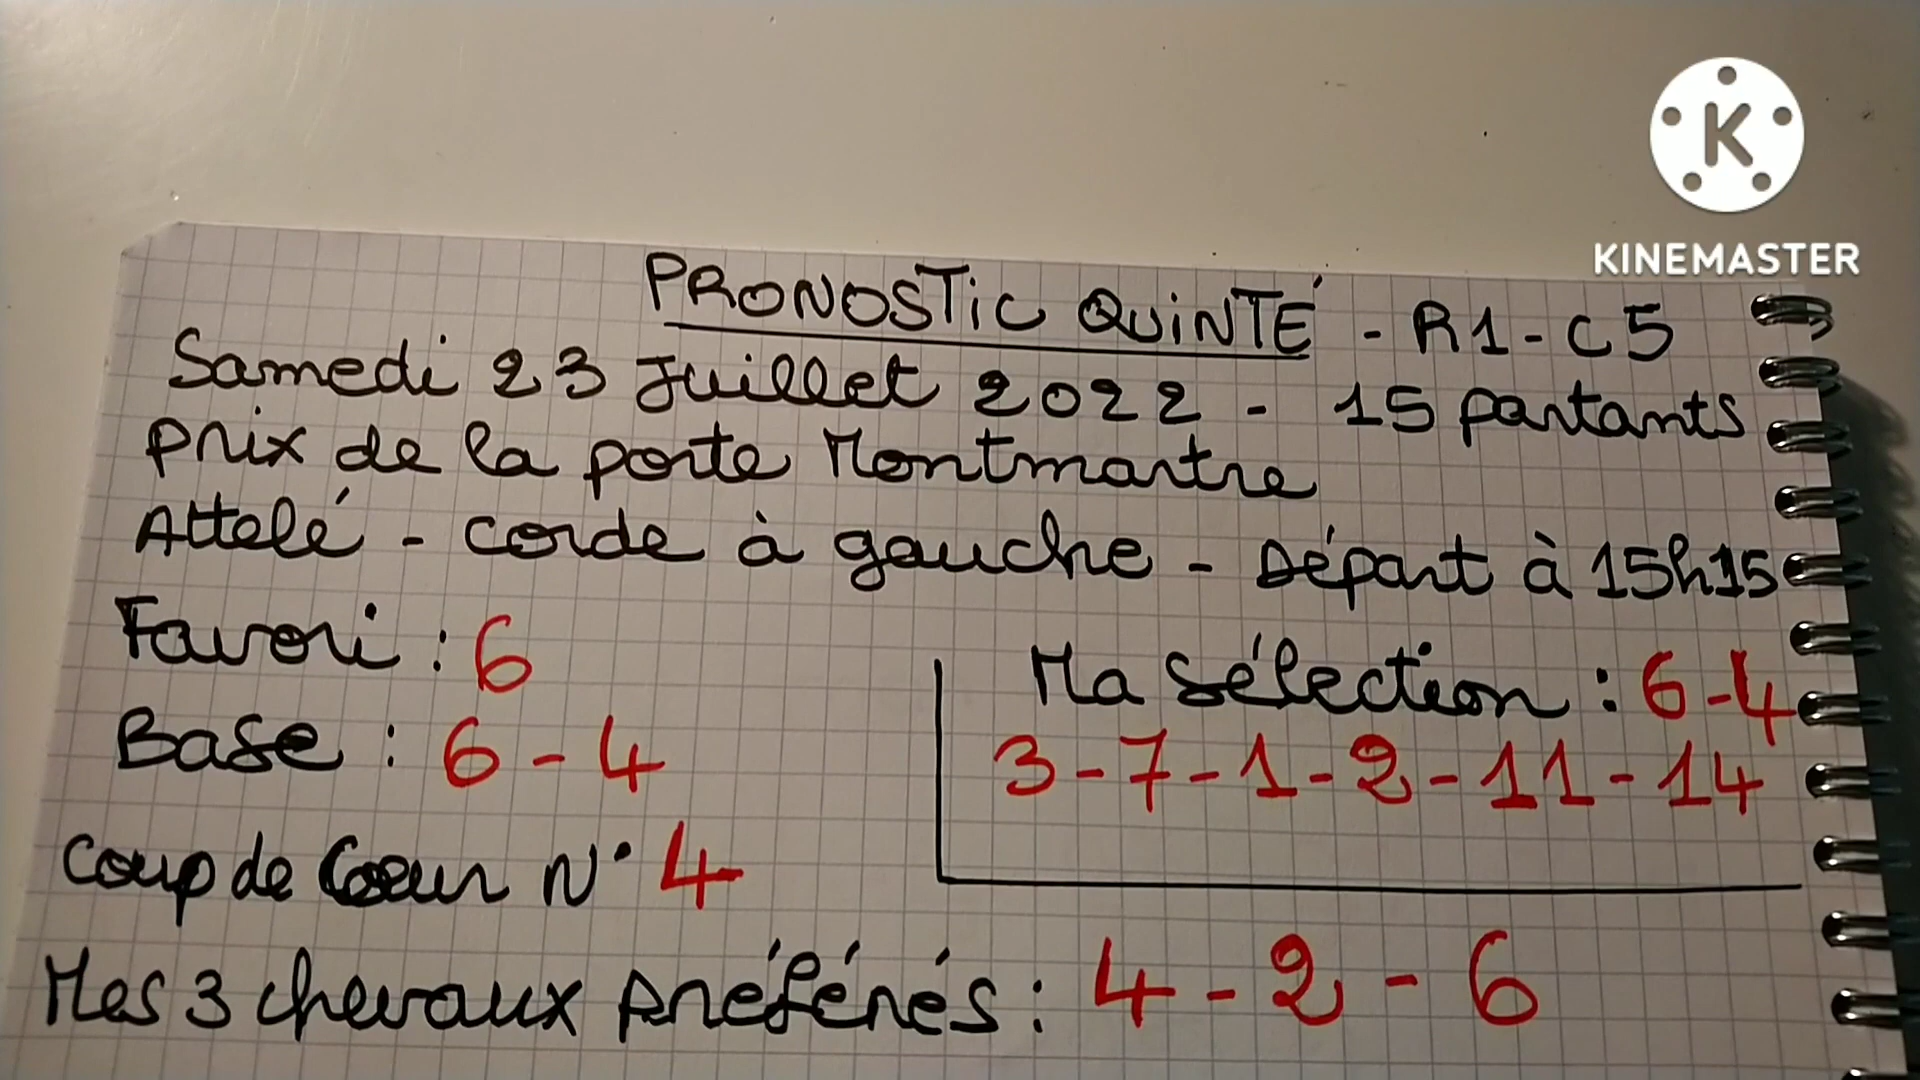 KINEMASTER
PRONOSTIC QUINTÉ - R1 - C5
Samedi 23 Juillet 2022 - 15 partants
Prix de la porte Montmartre
Attelé - corde à gauche - Départ à 15h15
Favori : 6
Base : 6 - 4
Coup de Coeur N° 4
Ma sélection : 6 - 4
3 - 7 - 1 - 2 - 11 - 14
Mes 3 chevaux préférés : 4 - 2 - 6